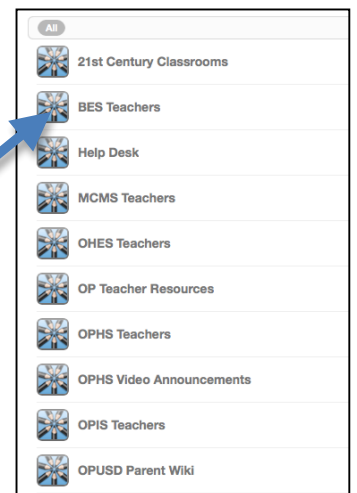 All
21st Century Classrooms
BES Teachers
Help Desk
MCMS Teachers
OHES Teachers
OP Teacher Resources
OPHS Teachers
OPHS Video Announcements
OPIS Teachers
OPUSD Parent Wiki